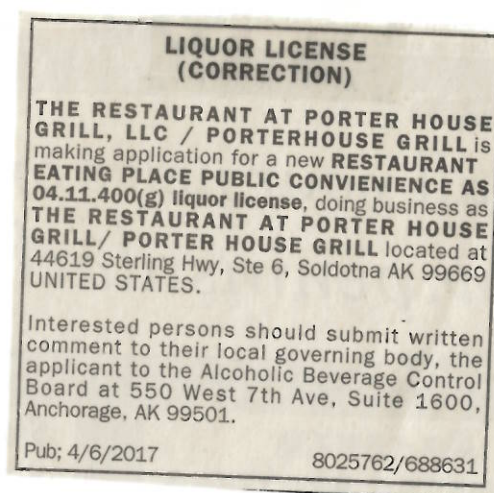 LIQUOR LICENSE
(CORRECTION)
THE RESTAURANT AT PORTER HOUSE
GRILL, LLC / PORTERHOUSE GRILL is
making application for a new RESTAURANT
EATING PLACE PUBLIC CONVIENIENCE AS
04.11.400(g) liquor license, doing business as
THE RESTAURANT AT PORTER HOUSE
GRILL/ PORTER HOUSE GRILL located at
44619 Sterling Hwy, Ste 6, Soldotna AK 99669
UNITED STATES.
Interested persons should submit written
comment to their local governing body, the
applicant to the Alcoholic Beverage Control
Board at 550 West 7th Ave, Suite 1600,
Anchorage, AK 99501.
Pub; 4/6/2017 8025762/688631